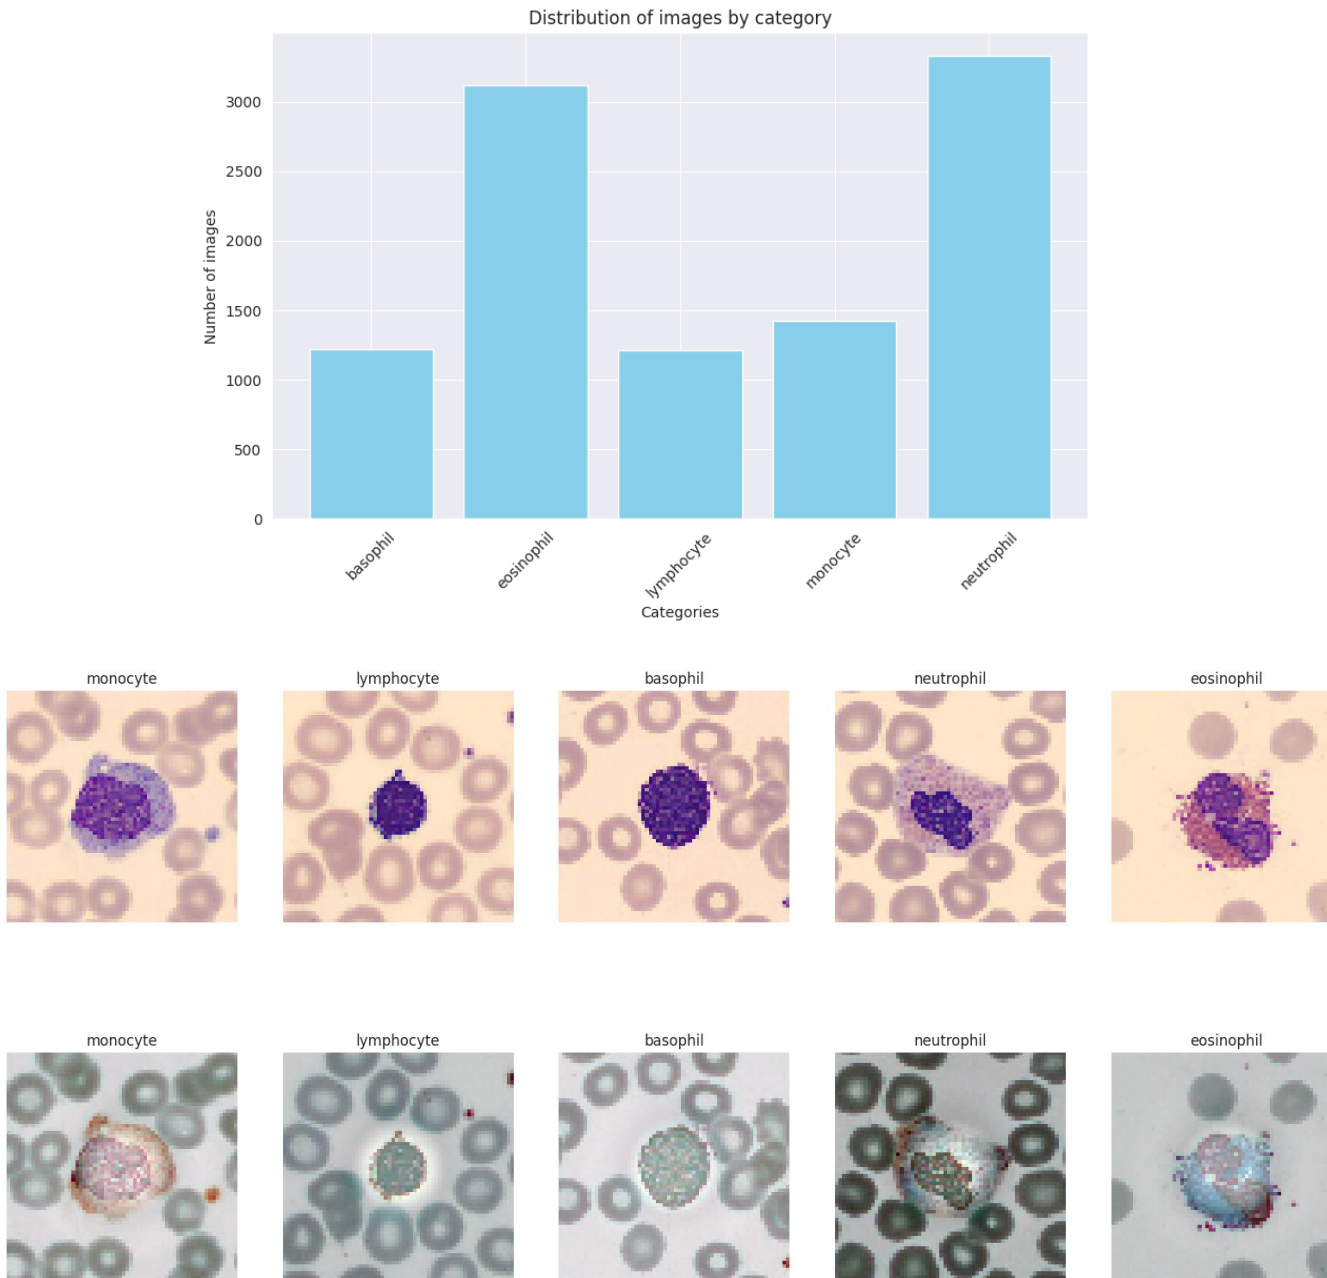 Distribution of images by category
Number of images
3000
2500
2000
1500
1000
500
0
basophil
eosinophil
lymphocyte
monocyte
neutrophil
Categories
monocyte
lymphocyte
basophil
neutrophil
eosinophil
monocyte
lymphocyte
basophil
neutrophil
eosinophil